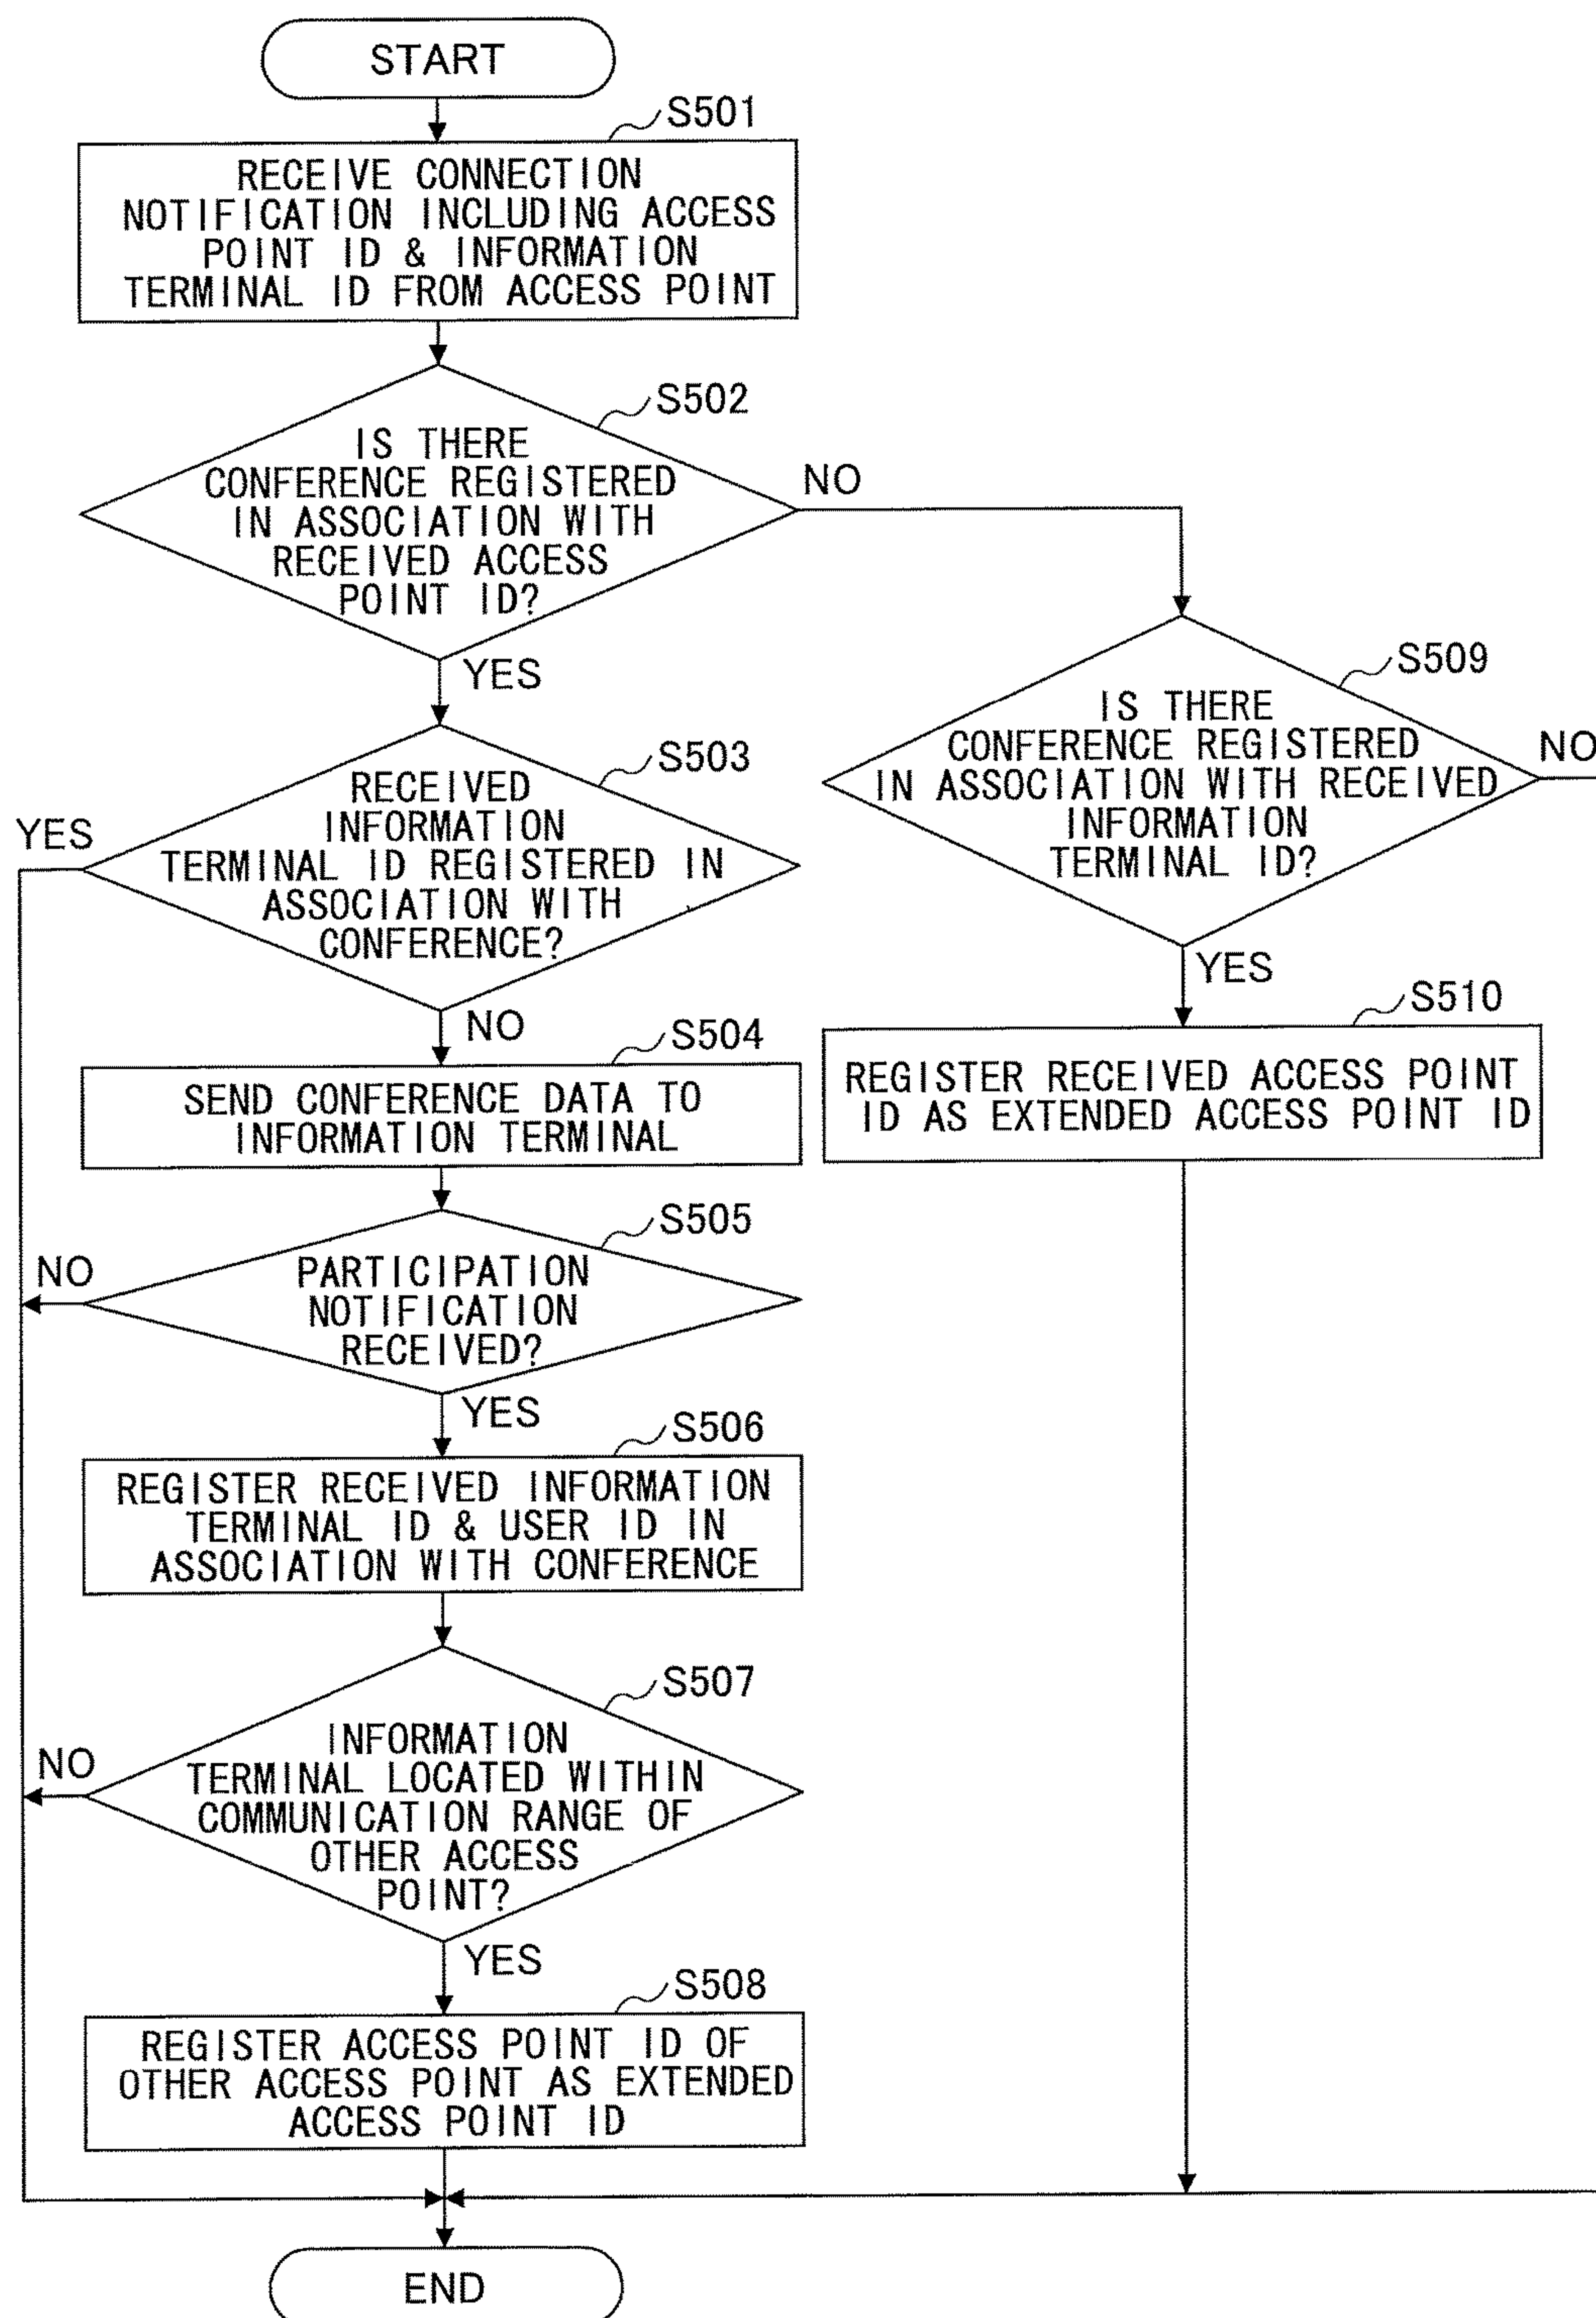 START
S501
RECEIVE CONNECTION
NOTIFICATION INCLUDING ACCESS
POINT ID & INFORMATION
TERMINAL ID FROM ACCESS POINT
S502
IS THERE
CONFERENCE REGISTERED
IN ASSOCIATION WITH
RECEIVED ACCESS
POINT ID?
NO
YES
S503
RECEIVED
INFORMATION
TERMINAL ID REGISTERED IN
ASSOCIATION WITH
CONFERENCE?
YES
NO
S504
SEND CONFERENCE DATA TO
INFORMATION TERMINAL
S505
PARTICIPATION
NOTIFICATION
RECEIVED?
NO
YES
S506
REGISTER RECEIVED INFORMATION
TERMINAL ID & USER ID IN
ASSOCIATION WITH CONFERENCE
S507
INFORMATION
TERMINAL LOCATED WITHIN
COMMUNICATION RANGE OF
OTHER ACCESS
POINT?
NO
YES
S508
REGISTER ACCESS POINT ID OF
OTHER ACCESS POINT AS EXTENDED
ACCESS POINT ID
S509
IS THERE
CONFERENCE REGISTERED
IN ASSOCIATION WITH RECEIVED
INFORMATION
TERMINAL ID?
NO
YES
S510
REGISTER RECEIVED ACCESS POINT
ID AS EXTENDED ACCESS POINT ID
END